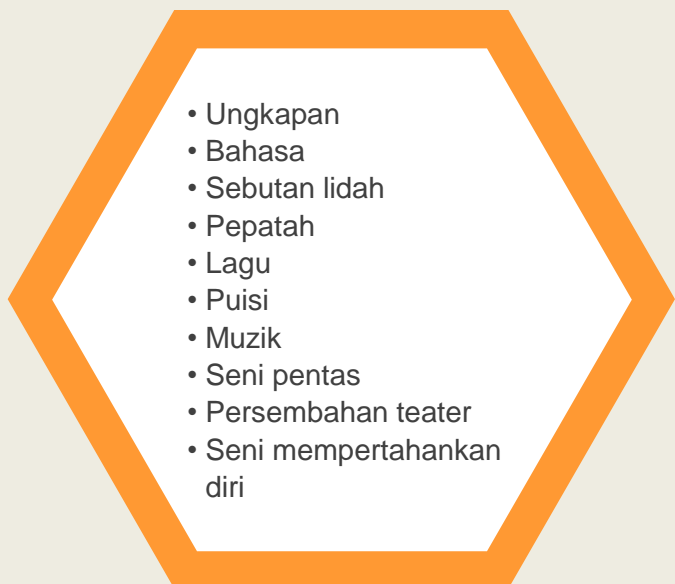 • Ungkapan
• Bahasa
• Sebutan lidah
• Pepatah
• Lagu
• Puisi
• Muzik
• Seni pentas
• Persembahan teater
• Seni mempertahankan
diri